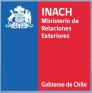 INACH
Ministerio de
Relaciones
Exteriores
Gobierno de Chile